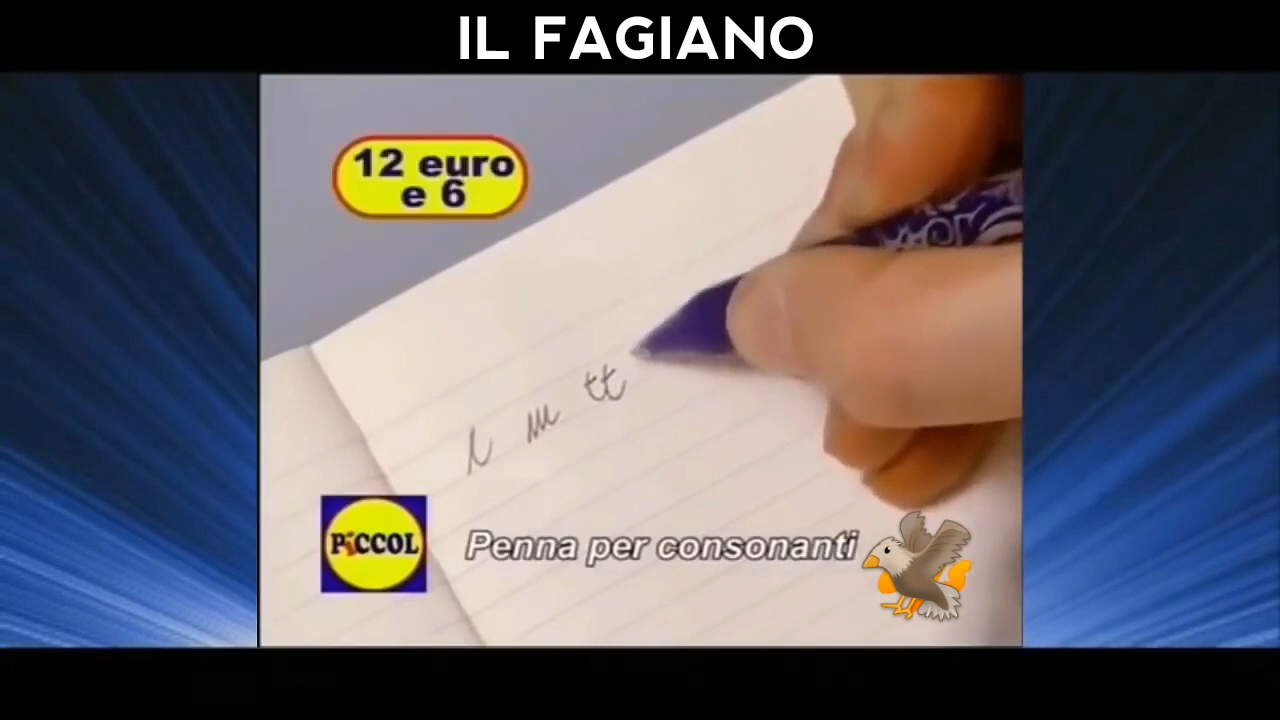 IL FAGIANO
12 euro
e 6
l m tt
PiCCOL
Penna per consonanti